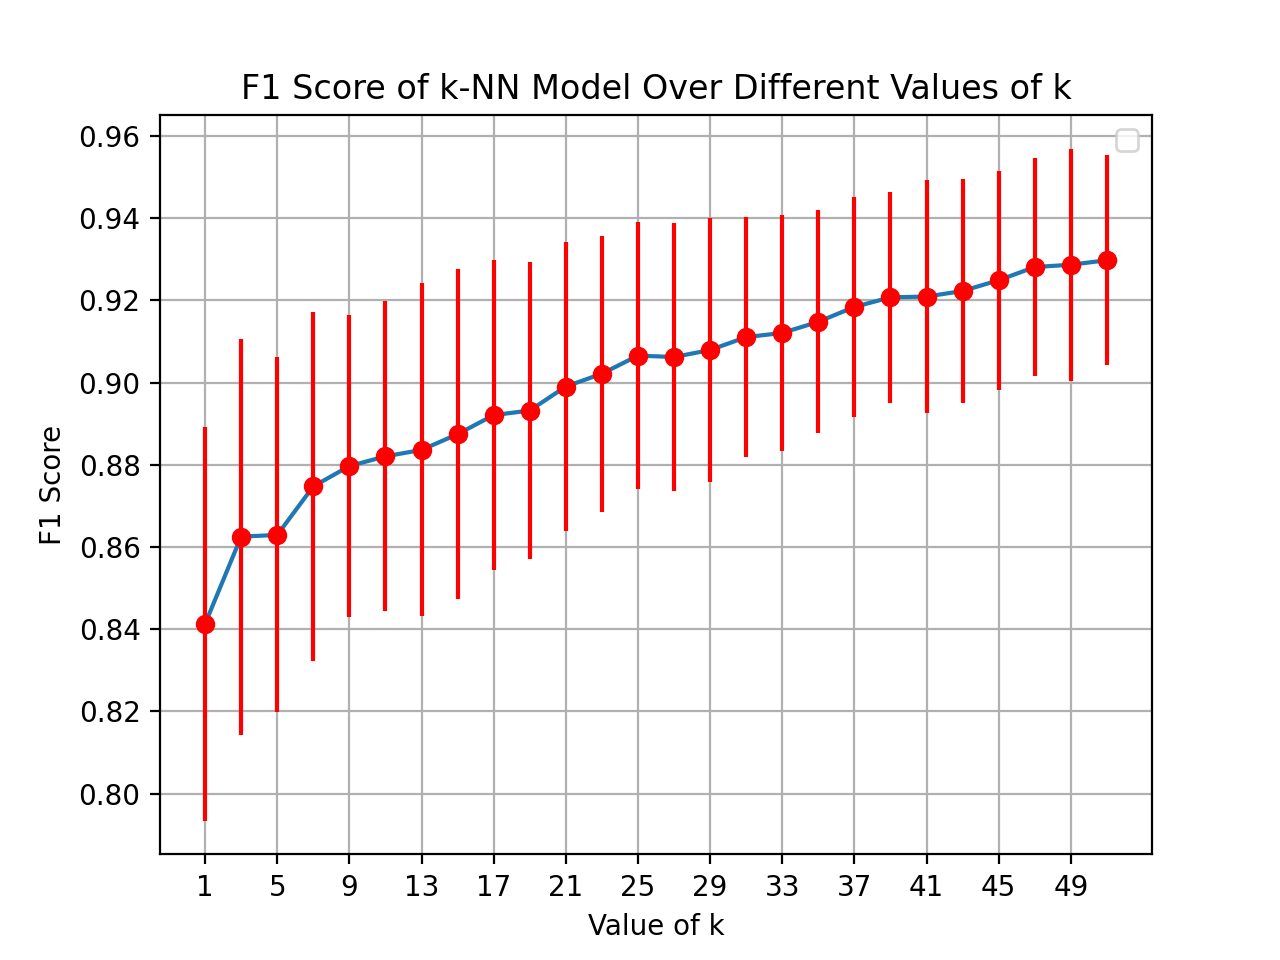 F1 Score of k-NN Model Over Different Values of k
0.96
0.94
0.92
0.90
0.88
0.86
0.84
0.82
0.80
F1 Score
1 5 9 13 17 21 25 29 33 37 41 45 49
Value of k